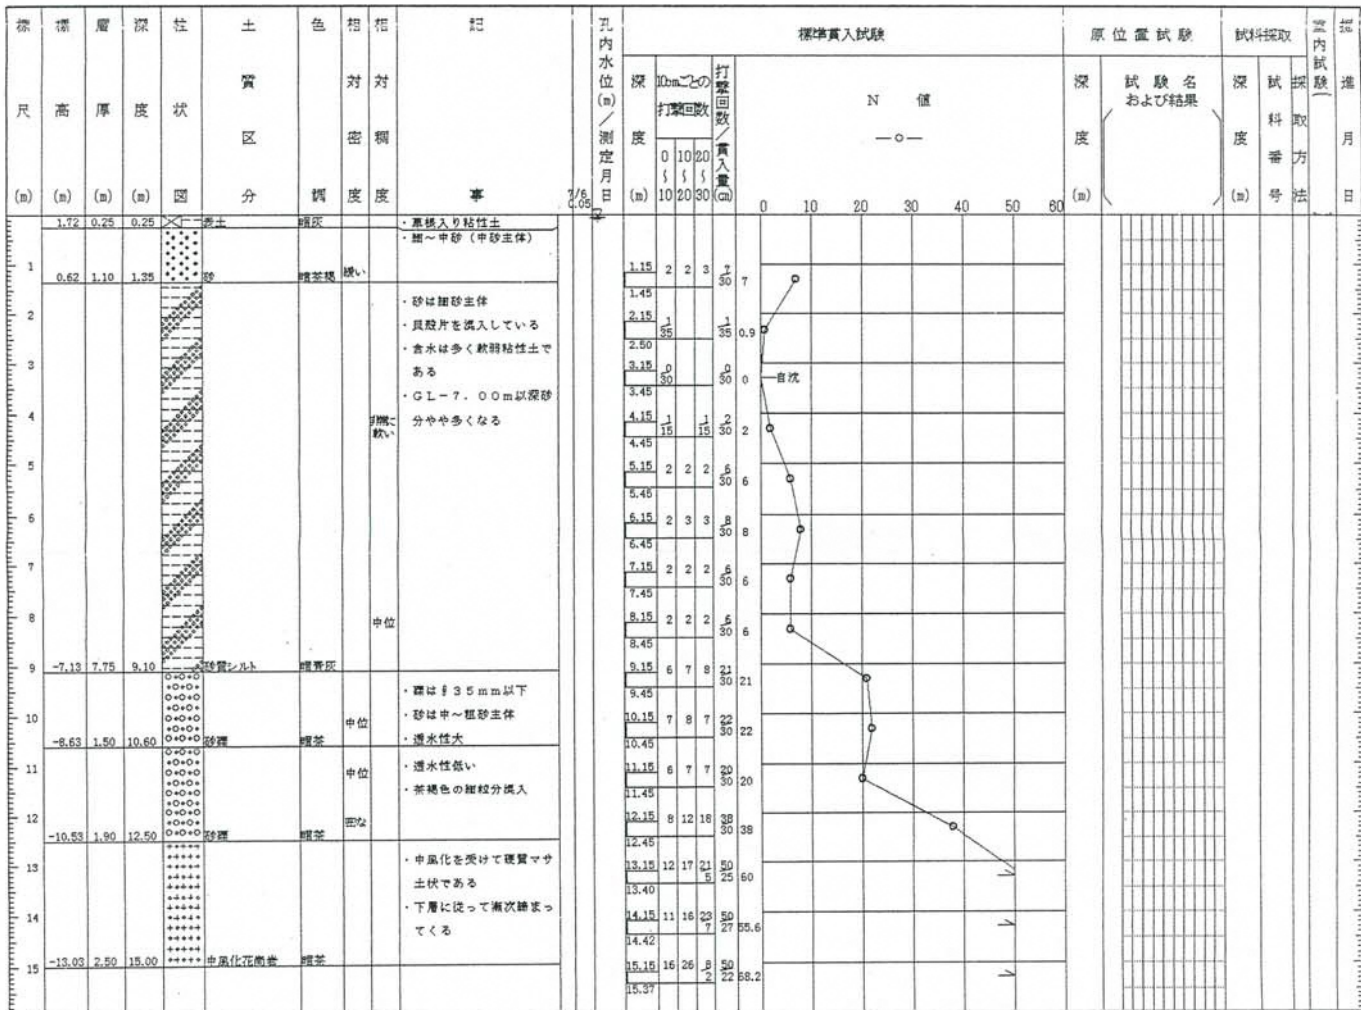 標尺(m)
標高(m)
層厚(m)
深度(m)
柱状図
土質区分
色調
相対密度
相対稠度
記事
孔内水位(m)/測定月日
標準貫入試験
深度(m)
10cmごとの打撃回数
0〜10
10〜20
20〜30
打撃回数/貫入量(cm)
N 値
0 10 20 30 40 50 60
原位置試験
深度(m)
試験名および結果
試料採取
深度(m)
試料番号
採取方法
室内試験
掘進月日
7/6
0.05
1.72 0.25 0.25 表土 暗灰
・草根入り粘性土
0.62 1.10 1.35 砂 暗茶褐 緩い
・細〜中砂(中砂主体)
-7.13 7.75 9.10 砂質シルト 暗青灰
・砂は細砂主体
・貝殻片を混入している
・含水は多く軟弱粘性土で
ある
・GL-7.00m以深砂
分やや多くなる
非常に軟い
中位
-8.63 1.50 10.60 砂礫 暗茶 中位
・礫はφ35mm以下
・砂は中〜粗砂主体
・透水性大
-10.53 1.90 12.50 砂礫 暗茶 中位 密な
・透水性低い
・茶褐色の細粒分混入
-13.03 2.50 15.00 中風化花崗岩 暗茶
・中風化を受けて硬質マサ
土状である
・下層に従って漸次締まっ
てくる
1
2
3
4
5
6
7
8
9
10
11
12
13
14
15
1.15 2 2 3 7/30 7
1.45
2.15 1/35 1/35 0.9
2.50
3.15 0/30 0/30 0 自沈
3.45
4.15 1/15 1/15 2/30 2
4.45
5.15 2 2 2 6/30 6
5.45
6.15 2 3 3 8/30 8
6.45
7.15 2 2 2 6/30 6
7.45
8.15 2 2 2 6/30 6
8.45
9.15 6 7 8 21/30 21
9.45
10.15 7 8 7 22/30 22
10.45
11.15 6 7 7 20/30 20
11.45
12.15 8 12 18 38/30 38
12.45
13.15 12 17 21/5 50/25 60
13.40
14.15 11 16 23/7 50/27 55.6
14.42
15.15 16 26 8/2 50/22 68.2
15.37